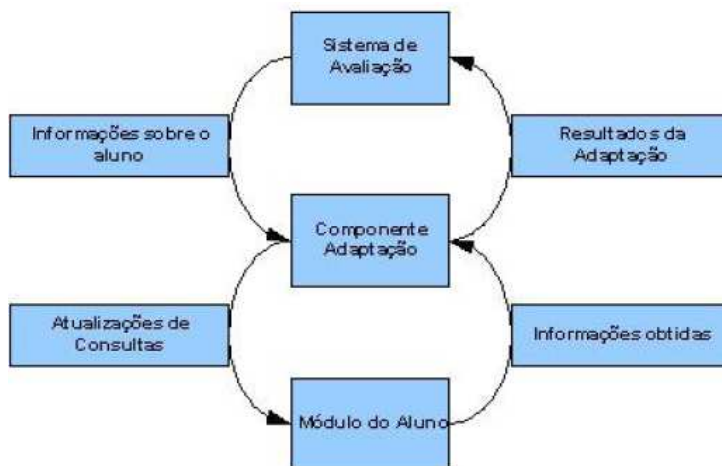 Sistema de
Avaliação
Informações sobre o
aluno
Resultados da
Adaptação
Componente
Adaptação
Atualizações de
Consultas
Informações obtidas
Módulo do Aluno